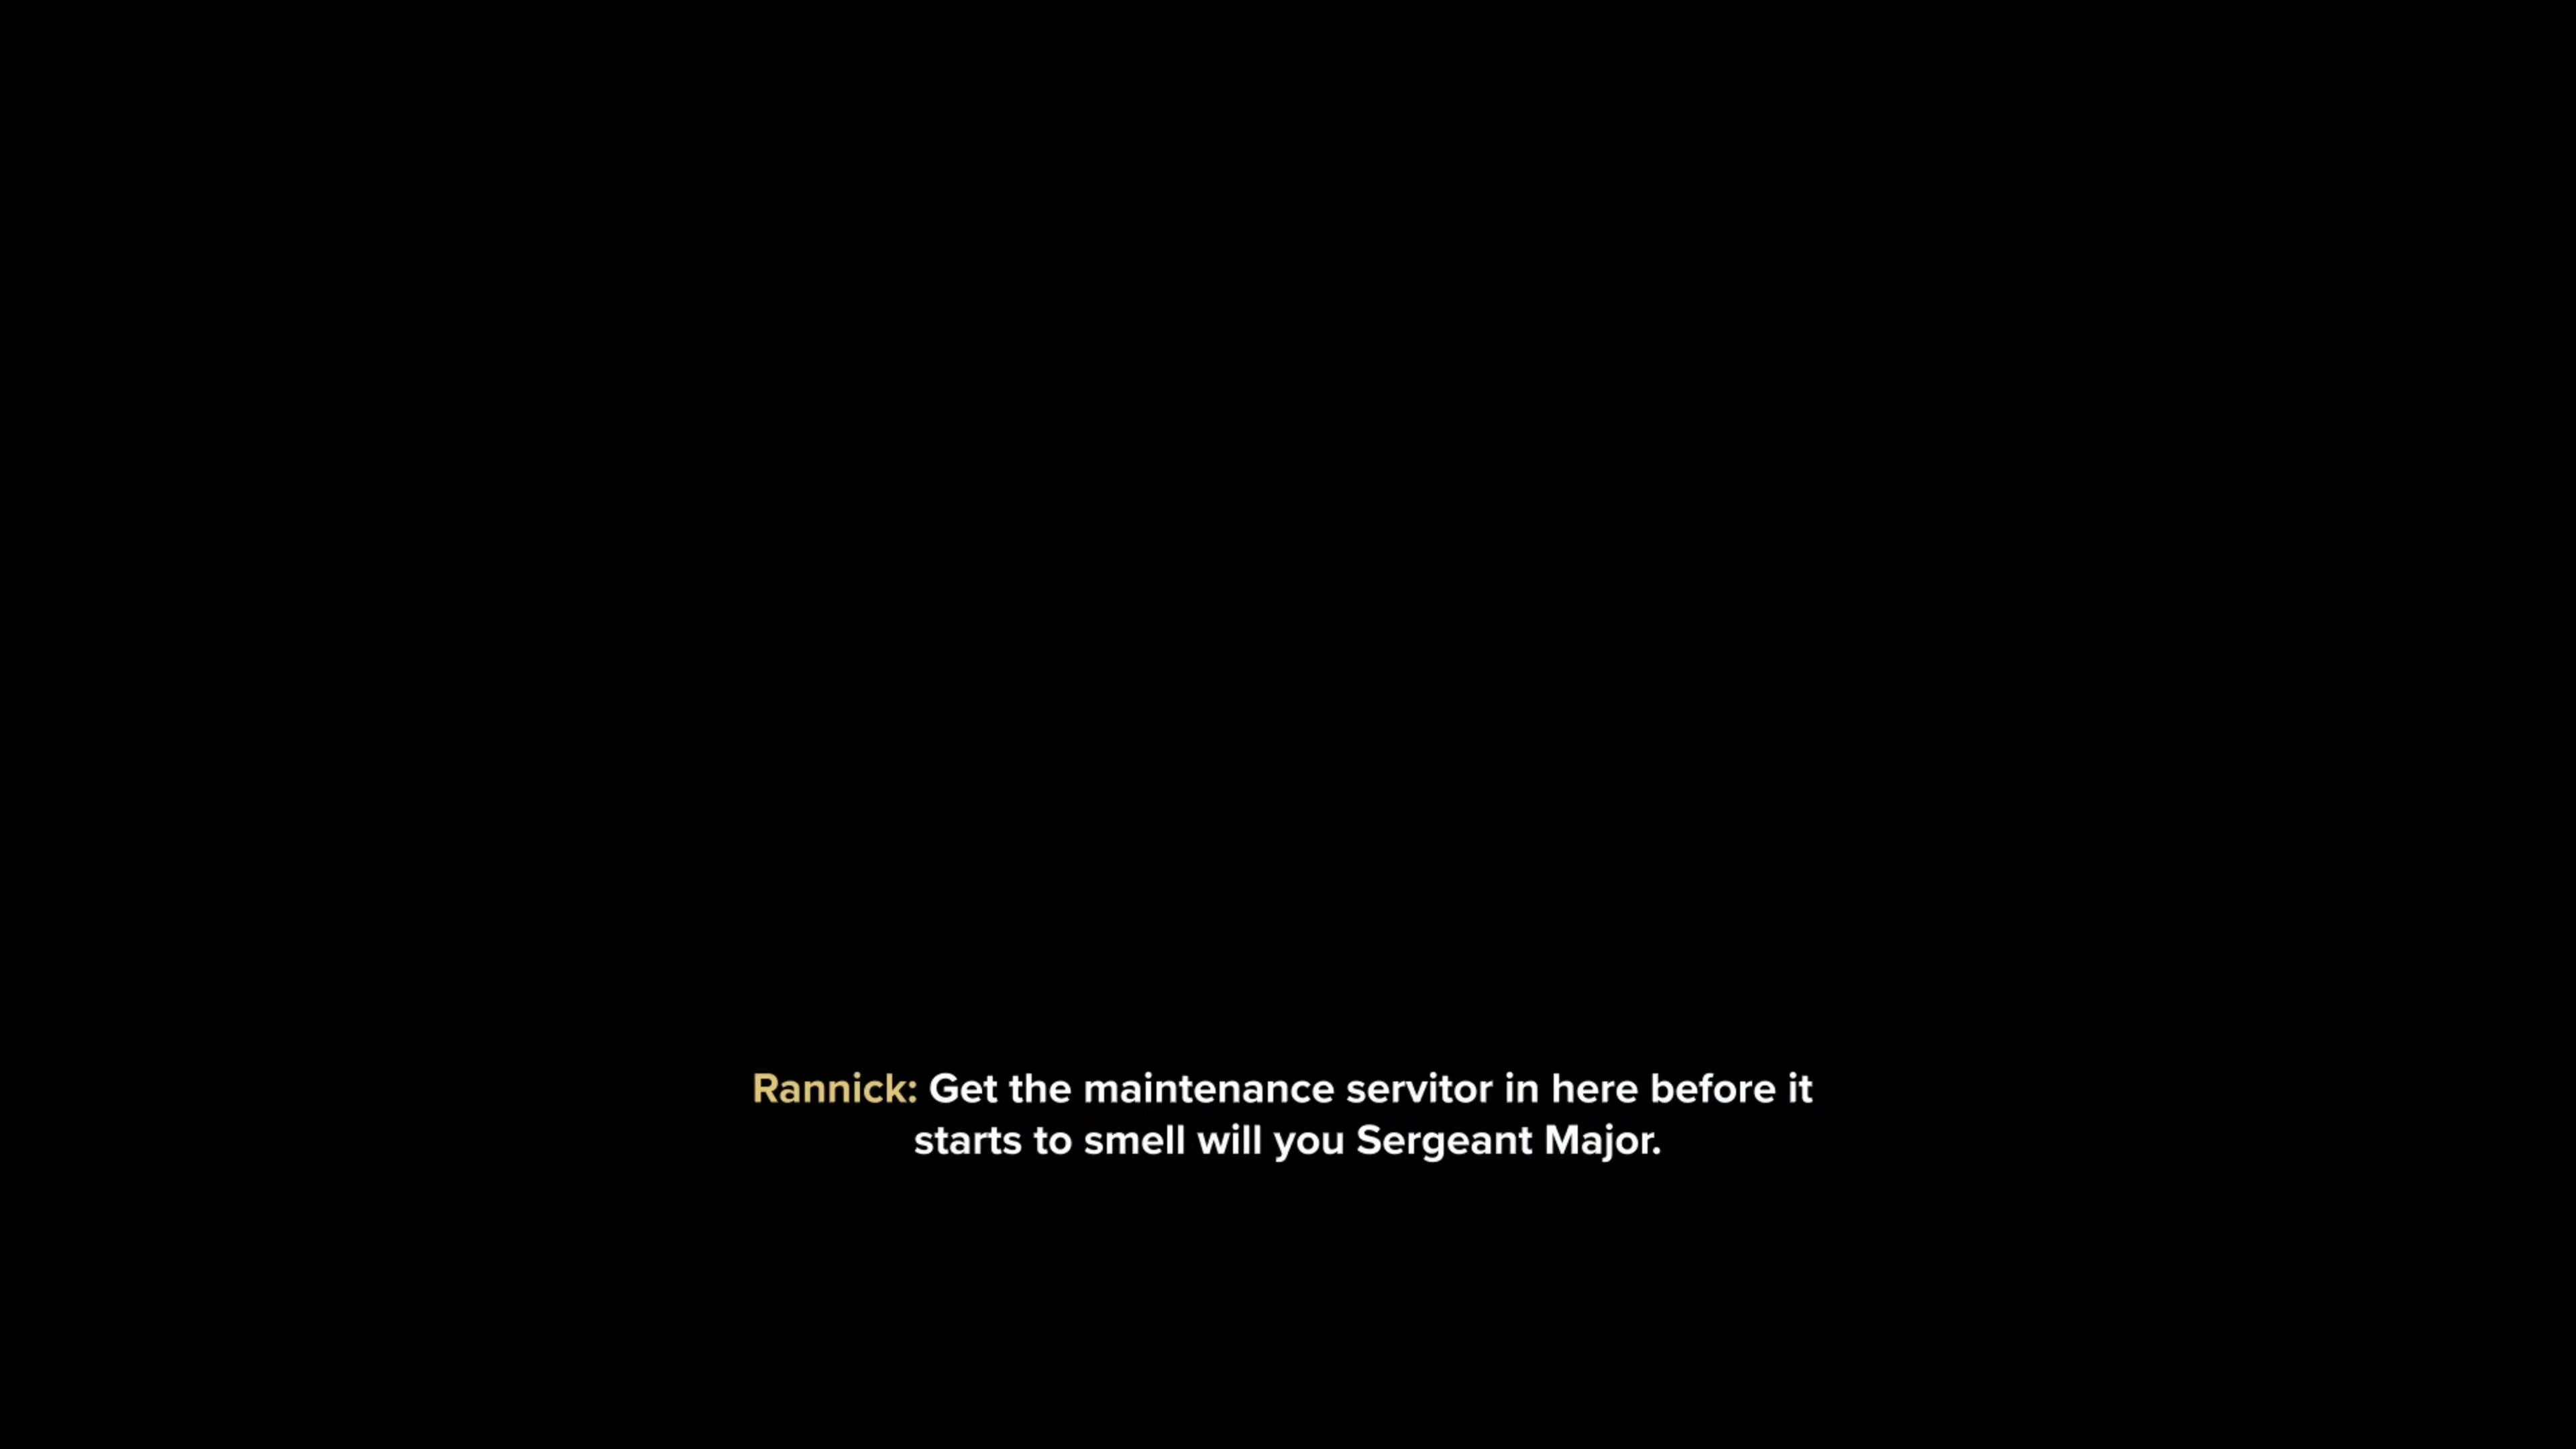 Rannick: Get the maintenance servitor in here before it
starts to smell will you Sergeant Major.